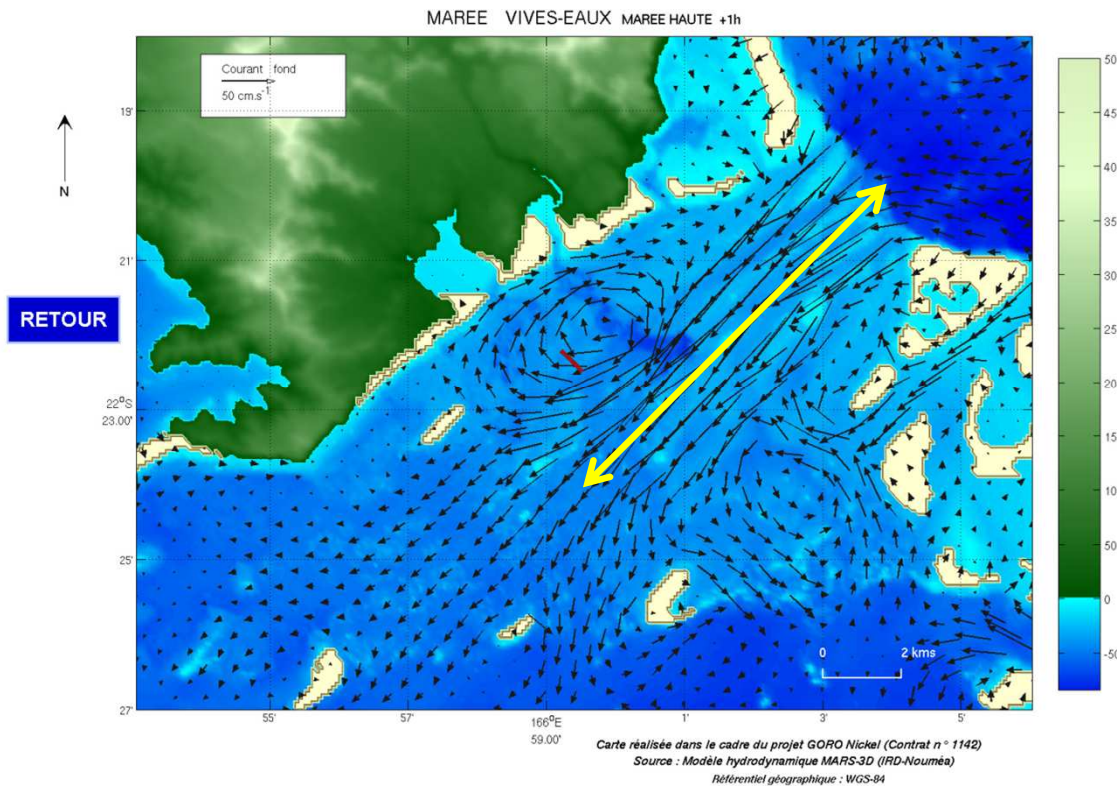 MAREE VIVES-EAUX MAREE HAUTE +1h
Courant fond
50 cm.s-1
N
RETOUR
19'
21'
22°S
23.00'
25'
27'
55'
57'
166°E
59.00'
1'
3'
5'
0 2 kms
50
45
40
35
30
25
20
15
10
5
0
-50
Carte réalisée dans le cadre du projet GORO Nickel (Contrat n° 1142)
Source : Modèle hydrodynamique MARS-3D (IRD-Nouméa)
Référentiel géographique : WGS-84